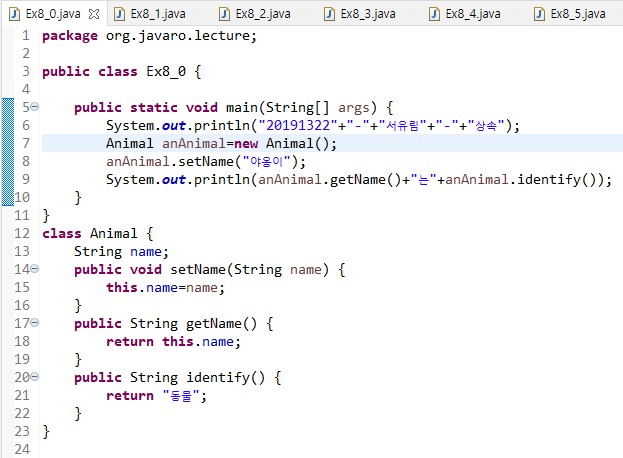 Ex8_0.java Ex8_1.java Ex8_2.java Ex8_3.java Ex8_4.java Ex8_5.java
1 package org.javaro.lecture;
2
3 public class Ex8_0 {
4
5 public static void main(String[] args) {
6 System.out.println("20191322"+"-"+"서유림"+"-"+"상속");
7 Animal anAnimal=new Animal();
8 anAnimal.setName("야옹이");
9 System.out.println(anAnimal.getName()+"는"+anAnimal.identify());
10 }
11 }
12 class Animal {
13 String name;
14 public void setName(String name) {
15 this.name=name;
16 }
17 public String getName() {
18 return this.name;
19 }
20 public String identify() {
21 return "동물";
22 }
23 }
24